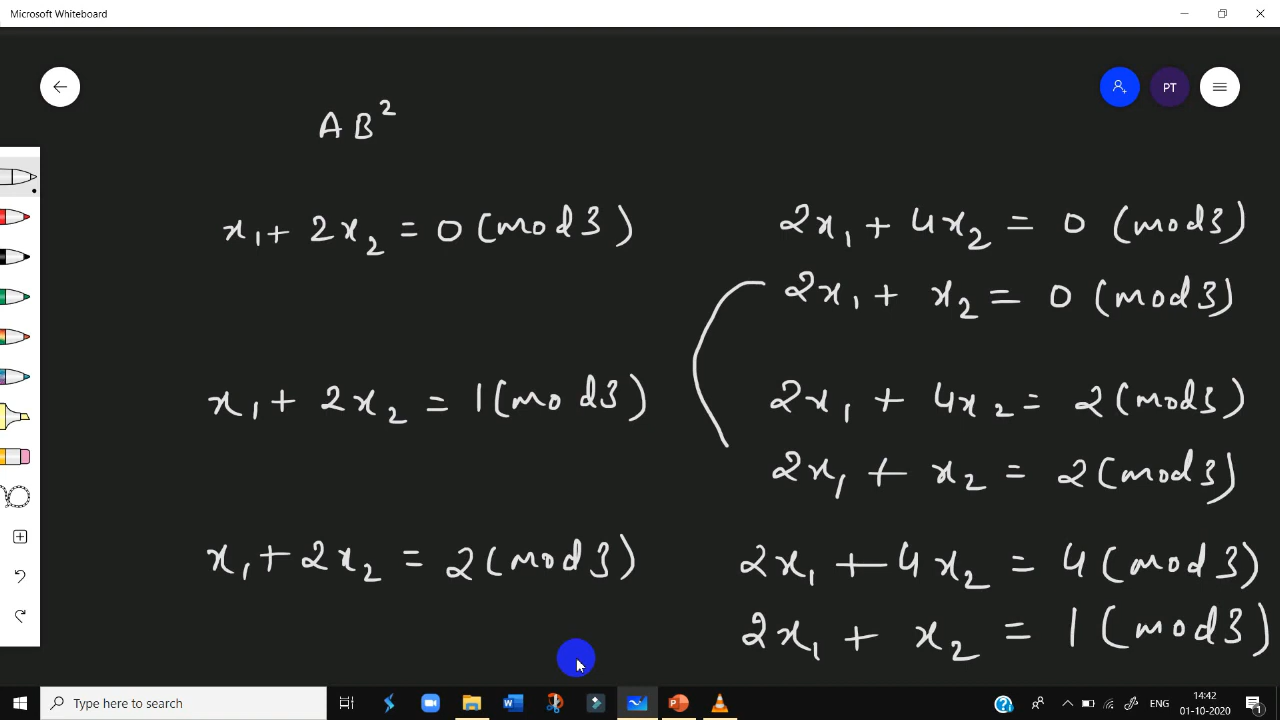 Microsoft Whiteboard
PT
AB²
x₁ + 2x₂ = 0 (mod 3)
x₁ + 2x₂ = 1 (mod 3)
x₁ + 2x₂ = 2 (mod 3)
2x₁ + 4x₂ = 0 (mod 3)
2x₁ + x₂ = 0 (mod 3)
2x₁ + 4x₂ = 2 (mod 3)
2x₁ + x₂ = 2 (mod 3)
2x₁ + 4x₂ = 4 (mod 3)
2x₁ + x₂ = 1 (mod 3)
Type here to search
ENG
14:42
01-10-2020